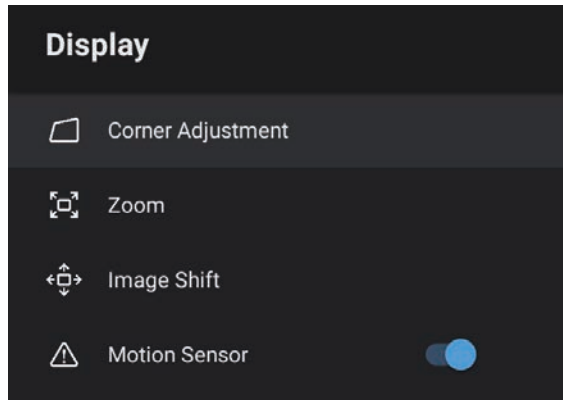 Display
Corner Adjustment
Zoom
Image Shift
Motion Sensor